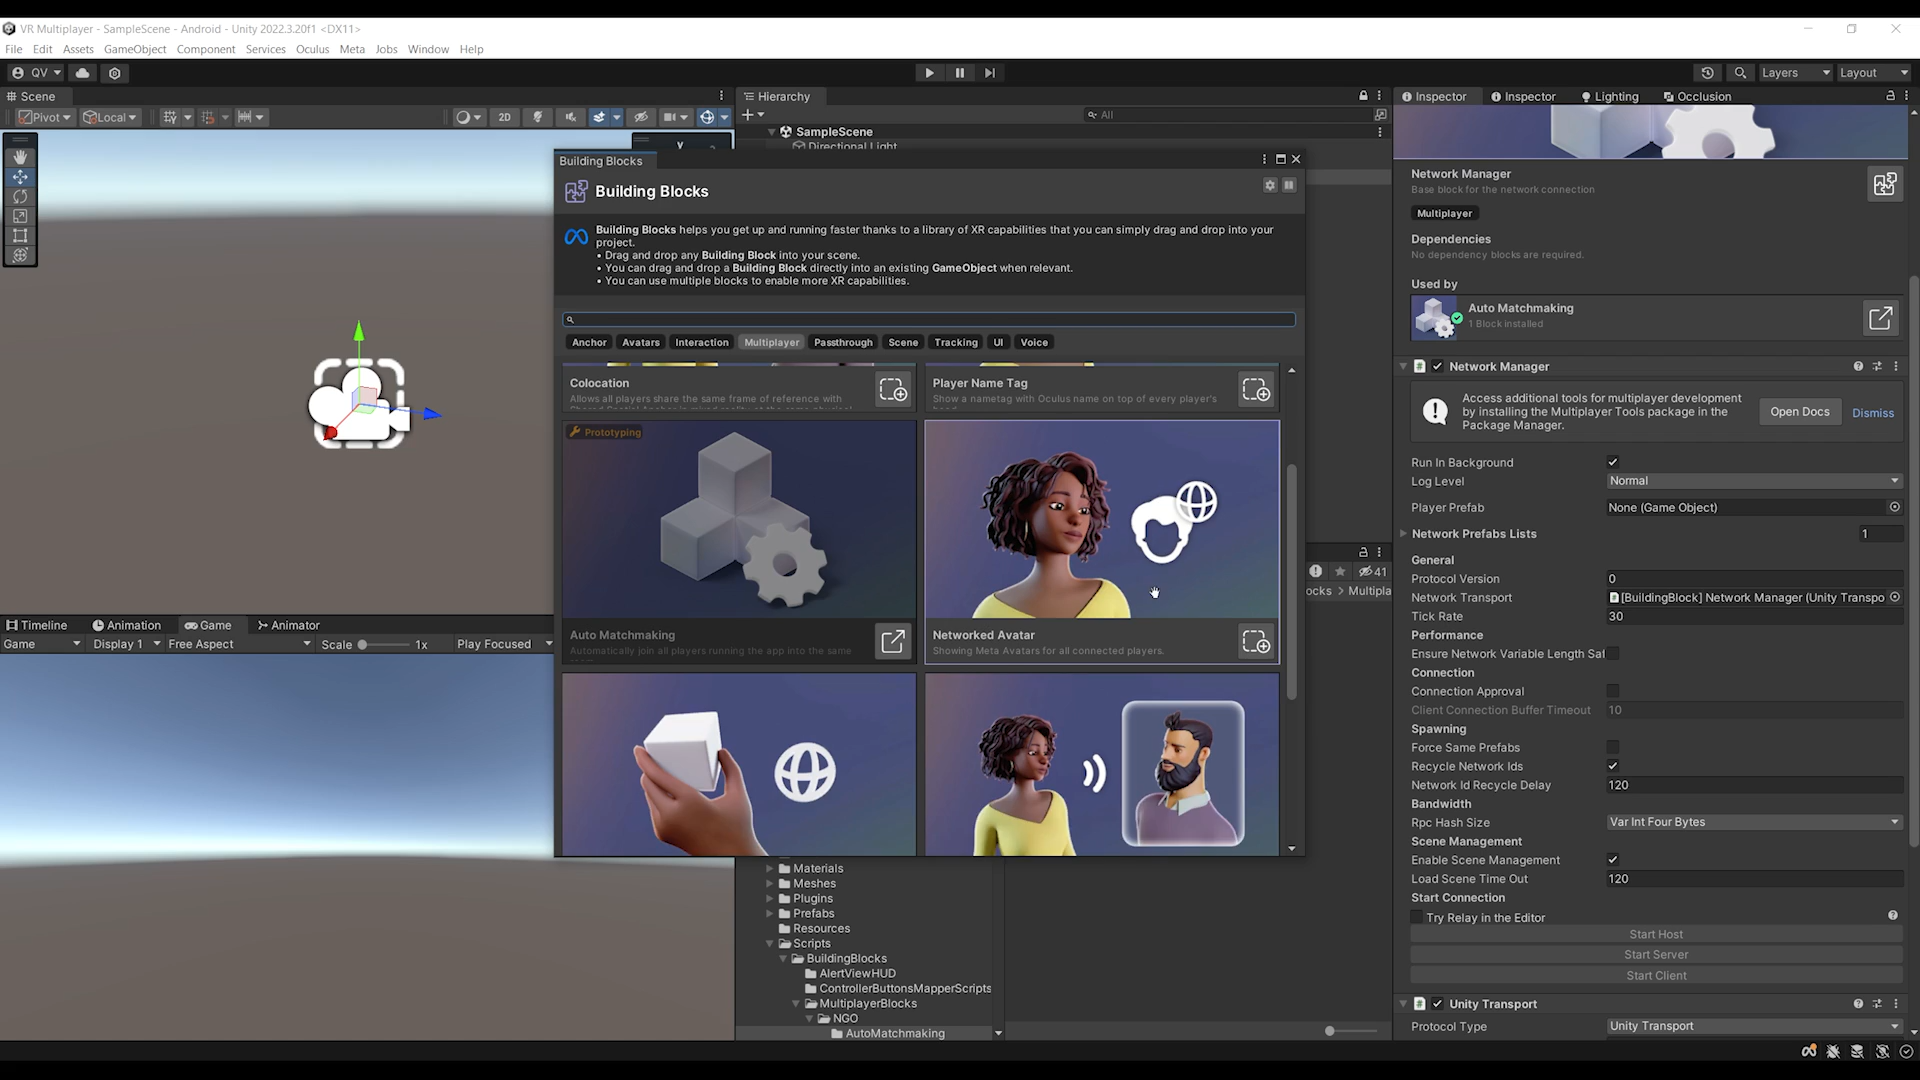 VR Multiplayer - SampleScene - Android - Unity 2022.3.20f1 <DX11>
File Edit Assets GameObject Component Services Oculus Meta Jobs Window Help
QV
Layers
Layout
Scene
Pivot
Local
2D
y
Hierarchy
All
SampleScene
Directional Light
Building Blocks
Building Blocks
Building Blocks helps you get up and running faster thanks to a library of XR capabilities that you can simply drag and drop into your
project.
• Drag and drop any Building Block into your scene.
• You can drag and drop a Building Block directly into an existing GameObject when relevant.
• You can use multiple blocks to enable more XR capabilities.
Anchor Avatars Interaction Multiplayer Passthrough Scene Tracking UI Voice
Colocation
Allows all players share the same frame of reference with
Player Name Tag
Show a nametag with Oculus name on top of every player's
Prototyping
Auto Matchmaking
Automatically join all players running the app into the same
Networked Avatar
Showing Meta Avatars for all connected players.
41
ocks > Multipla
Timeline
Animation
Game
Animator
Game
Display 1
Free Aspect
Scale
1x
Play Focused
Materials
Meshes
Plugins
Prefabs
Resources
Scripts
BuildingBlocks
AlertViewHUD
ControllerButtonsMapperScripts
MultiplayerBlocks
NGO
AutoMatchmaking
Inspector
Inspector
Lighting
Occlusion
Network Manager
Base block for the network connection
Multiplayer
Dependencies
No dependency blocks are required.
Used by
Auto Matchmaking
1 Block installed
Network Manager
Access additional tools for multiplayer development
by installing the Multiplayer Tools package in the
Package Manager.
Open Docs
Dismiss
Run In Background
Log Level Normal
Player Prefab None (Game Object)
Network Prefabs Lists 1
General
Protocol Version 0
Network Transport [BuildingBlock] Network Manager (Unity Transpo
Tick Rate 30
Performance
Ensure Network Variable Length Saf
Connection
Connection Approval
Client Connection Buffer Timeout 10
Spawning
Force Same Prefabs
Recycle Network Ids
Network Id Recycle Delay 120
Bandwidth
Rpc Hash Size Var Int Four Bytes
Scene Management
Enable Scene Management
Load Scene Time Out 120
Start Connection
Try Relay in the Editor
Start Host
Start Server
Start Client
Unity Transport
Protocol Type Unity Transport